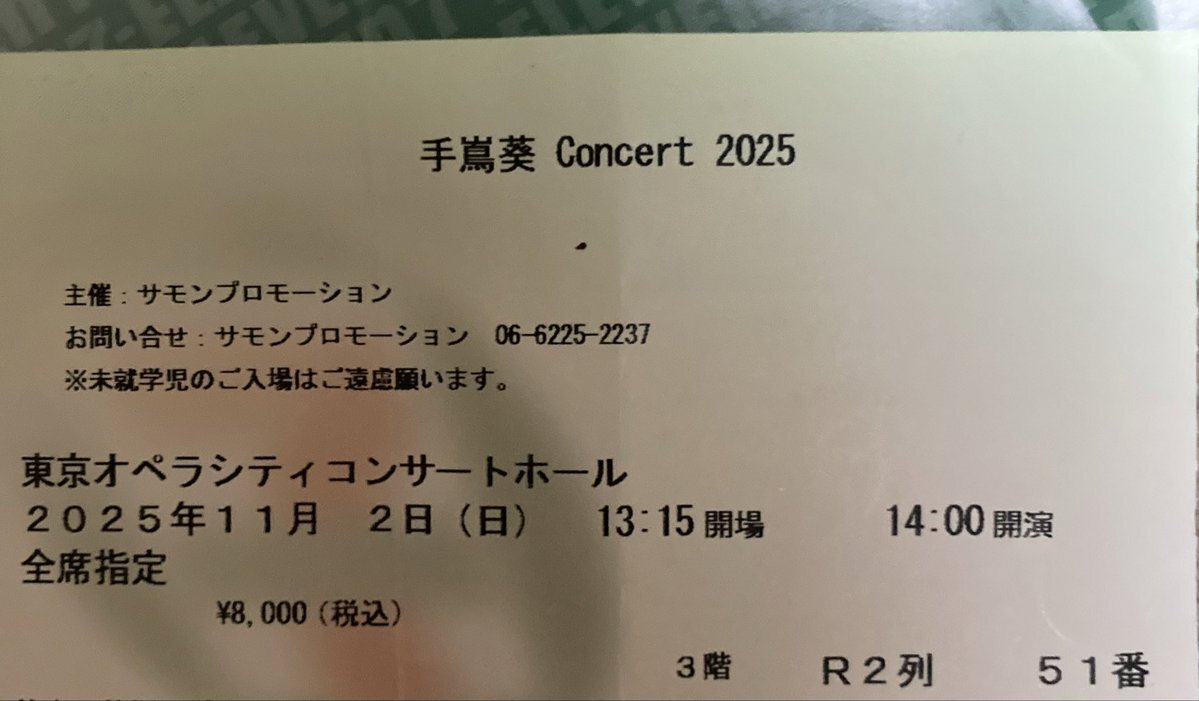 7-ELEVEN
手嶌葵 Concert 2025
主催：サモンプロモーション
お問い合せ：サモンプロモーション 06-6225-2237
※未就学児のご入場はご遠慮願います。
東京オペラシティコンサートホール
２０２５年１１月　２日（日）　13:15 開場　14:00 開演
全席指定
¥8,000（税込）
３階　Ｒ２列　５１番